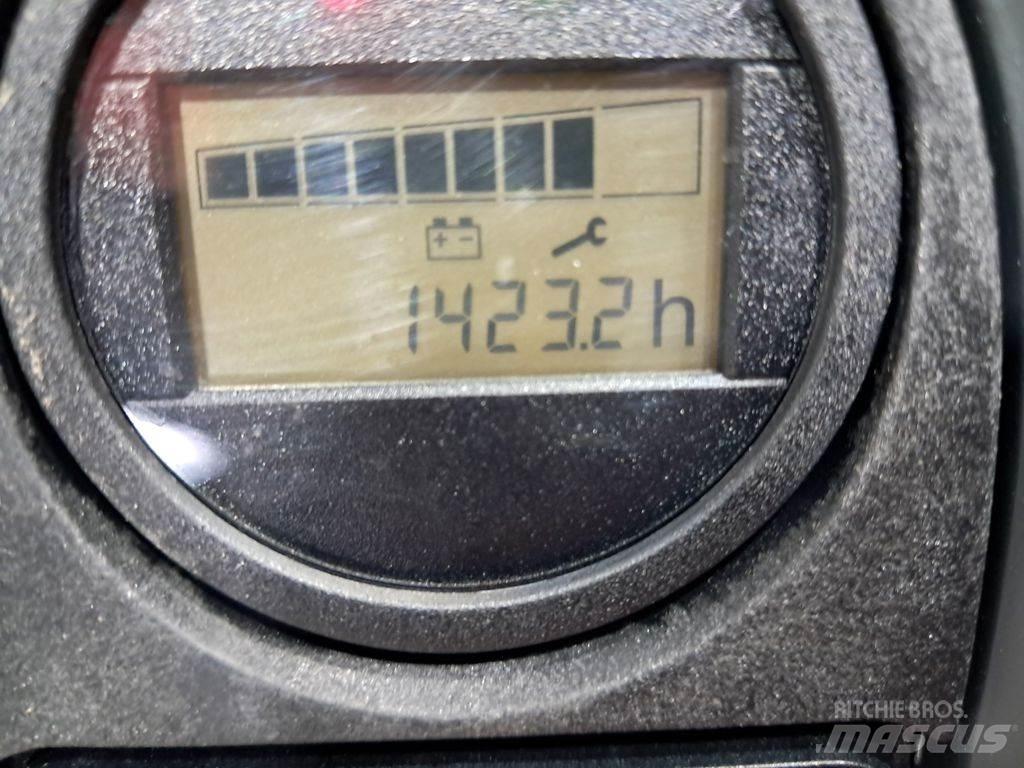 1423.2h
RITCHIE BROS.
MASCUS